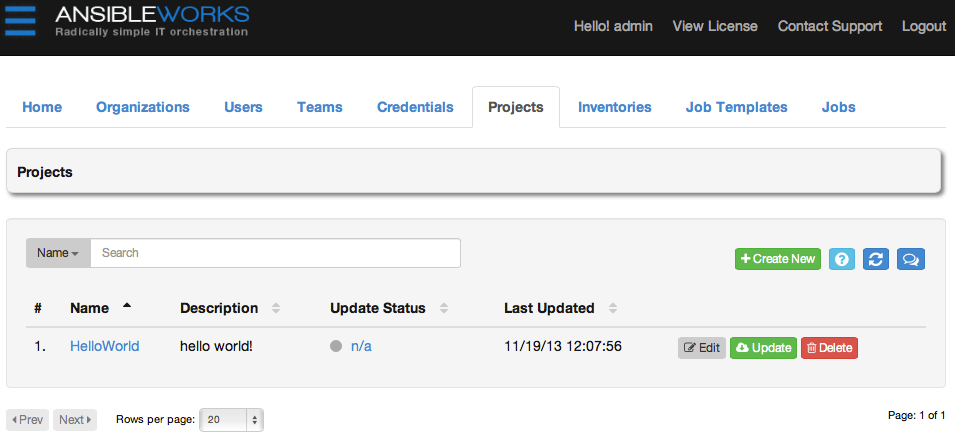 ANSIBLEWORKS
Radically simple IT orchestration
Hello! admin View License Contact Support Logout
Home Organizations Users Teams Credentials Projects Inventories Job Templates Jobs
Projects
Name Search
+ Create New ?
# Name Description Update Status Last Updated
1. HelloWorld hello world! n/a 11/19/13 12:07:56 Edit Update Delete
Prev Next Rows per page: 20 Page: 1 of 1